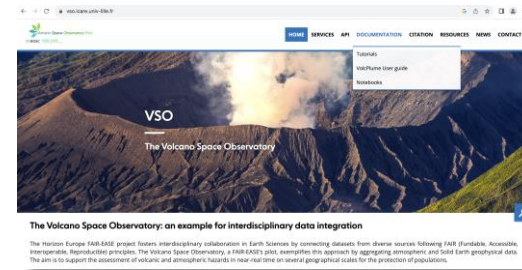 vso.icare.univ-lille.fr
Volcano Space Observatory Pilot
HOME SERVICES API DOCUMENTATION CITATION RESOURCES NEWS CONTACT
Tutorials
VolcPlume User guide
Notebooks
VSO
The Volcano Space Observatory
The Volcano Space Observatory: an example for interdisciplinary data integration
The Horizon Europe FAIR-EASE project fosters interdisciplinary collaboration in Earth Sciences by connecting datasets from diverse sources following FAIR (Fundable, Accessible,
Interoperable, Reproducible) principles. The Volcano Space Observatory, a FAIR-EASE's pilot, exemplifies this approach by aggregating atmospheric and Solid Earth geophysical data.
The aim is to support the assessment of volcanic and atmospheric hazards in near-real time on several geographical scales for the protection of populations.